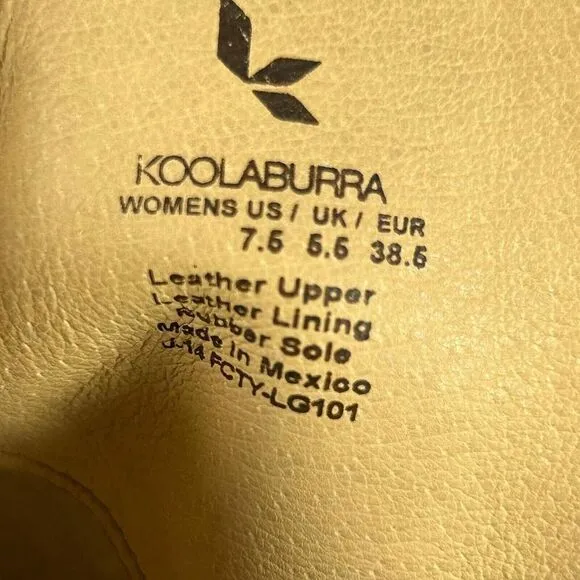 KOOLABURRA
WOMENS US / UK / EUR
7.5 5.5 38.5
Leather Upper
Leather Lining
Rubber Sole
Made in Mexico
J-14 FCTY-LG101